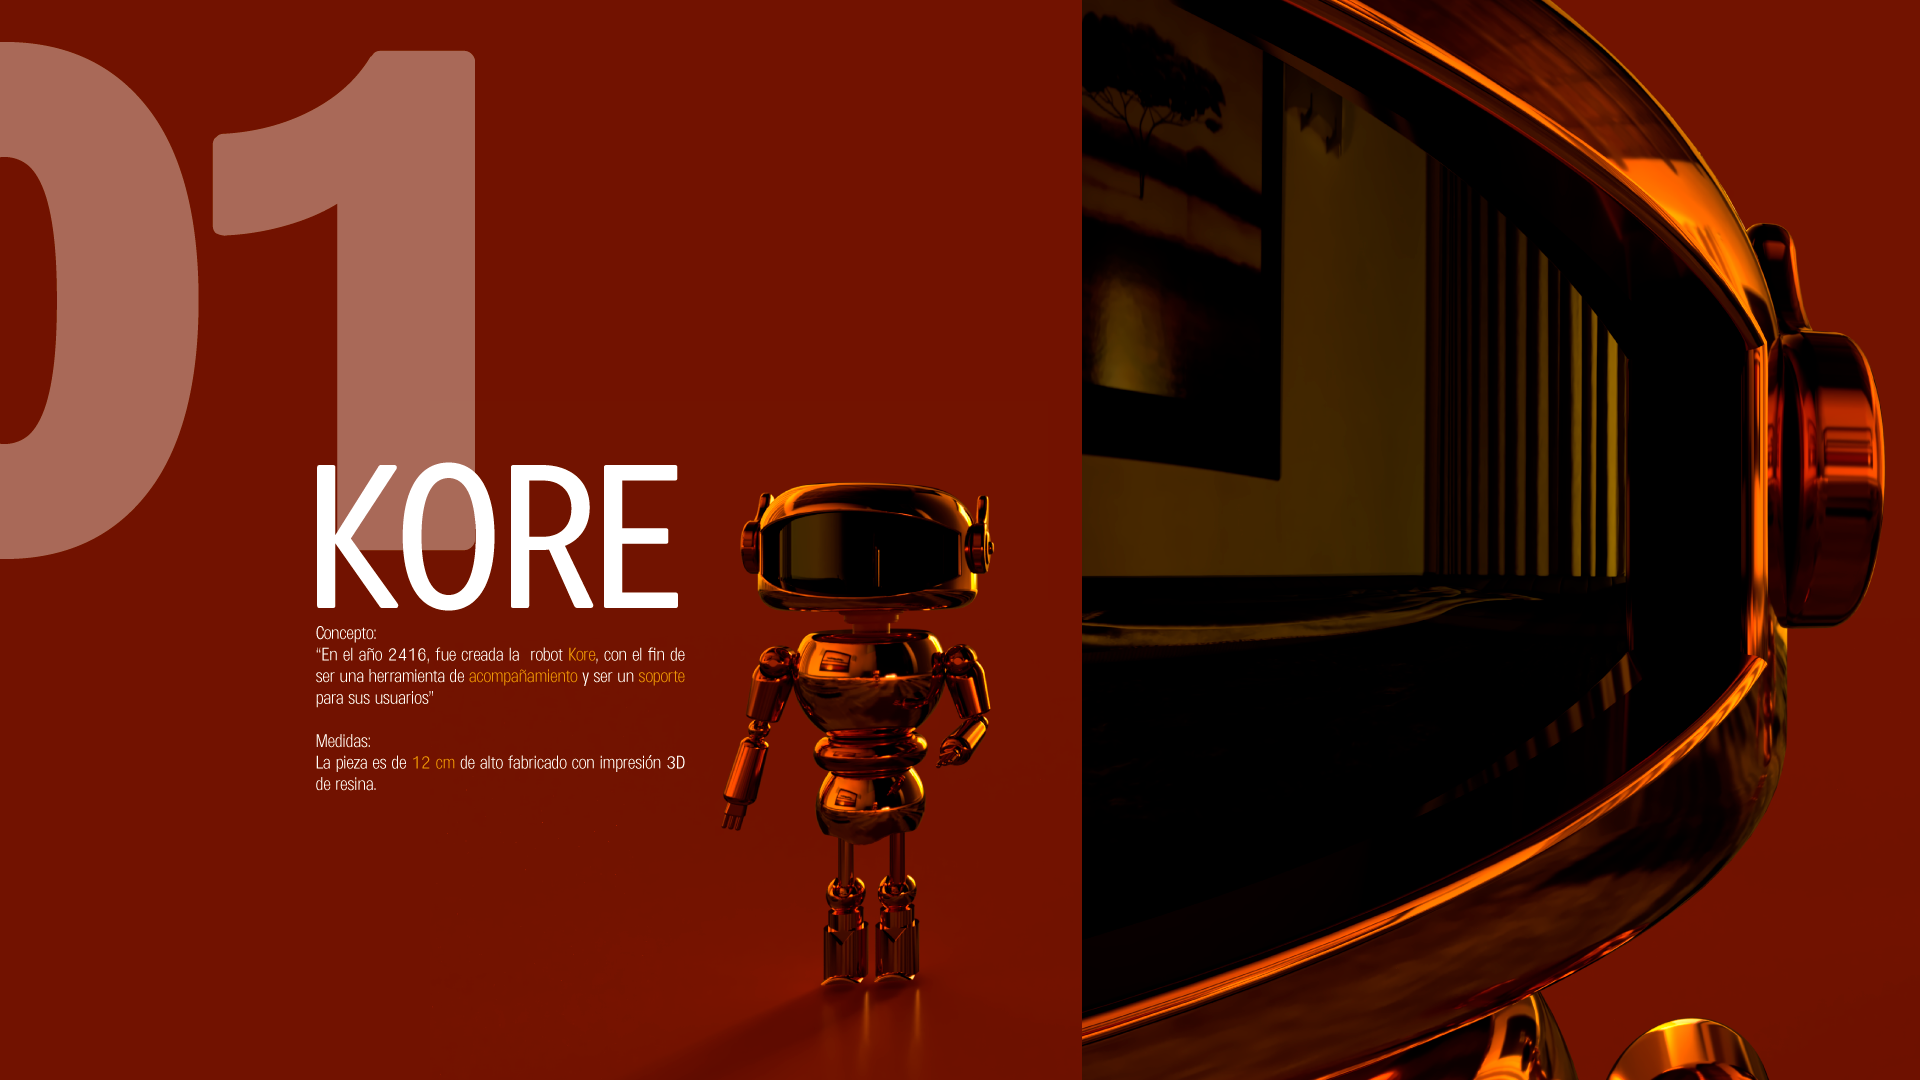 01
KORE
Concepto:
“En el año 2416, fue creada la  robot Kore, con el fin de
ser una herramienta de acompañamiento y ser un soporte
para sus usuarios”
Medidas:
La pieza es de 12 cm de alto fabricado con impresión 3D
de resina.